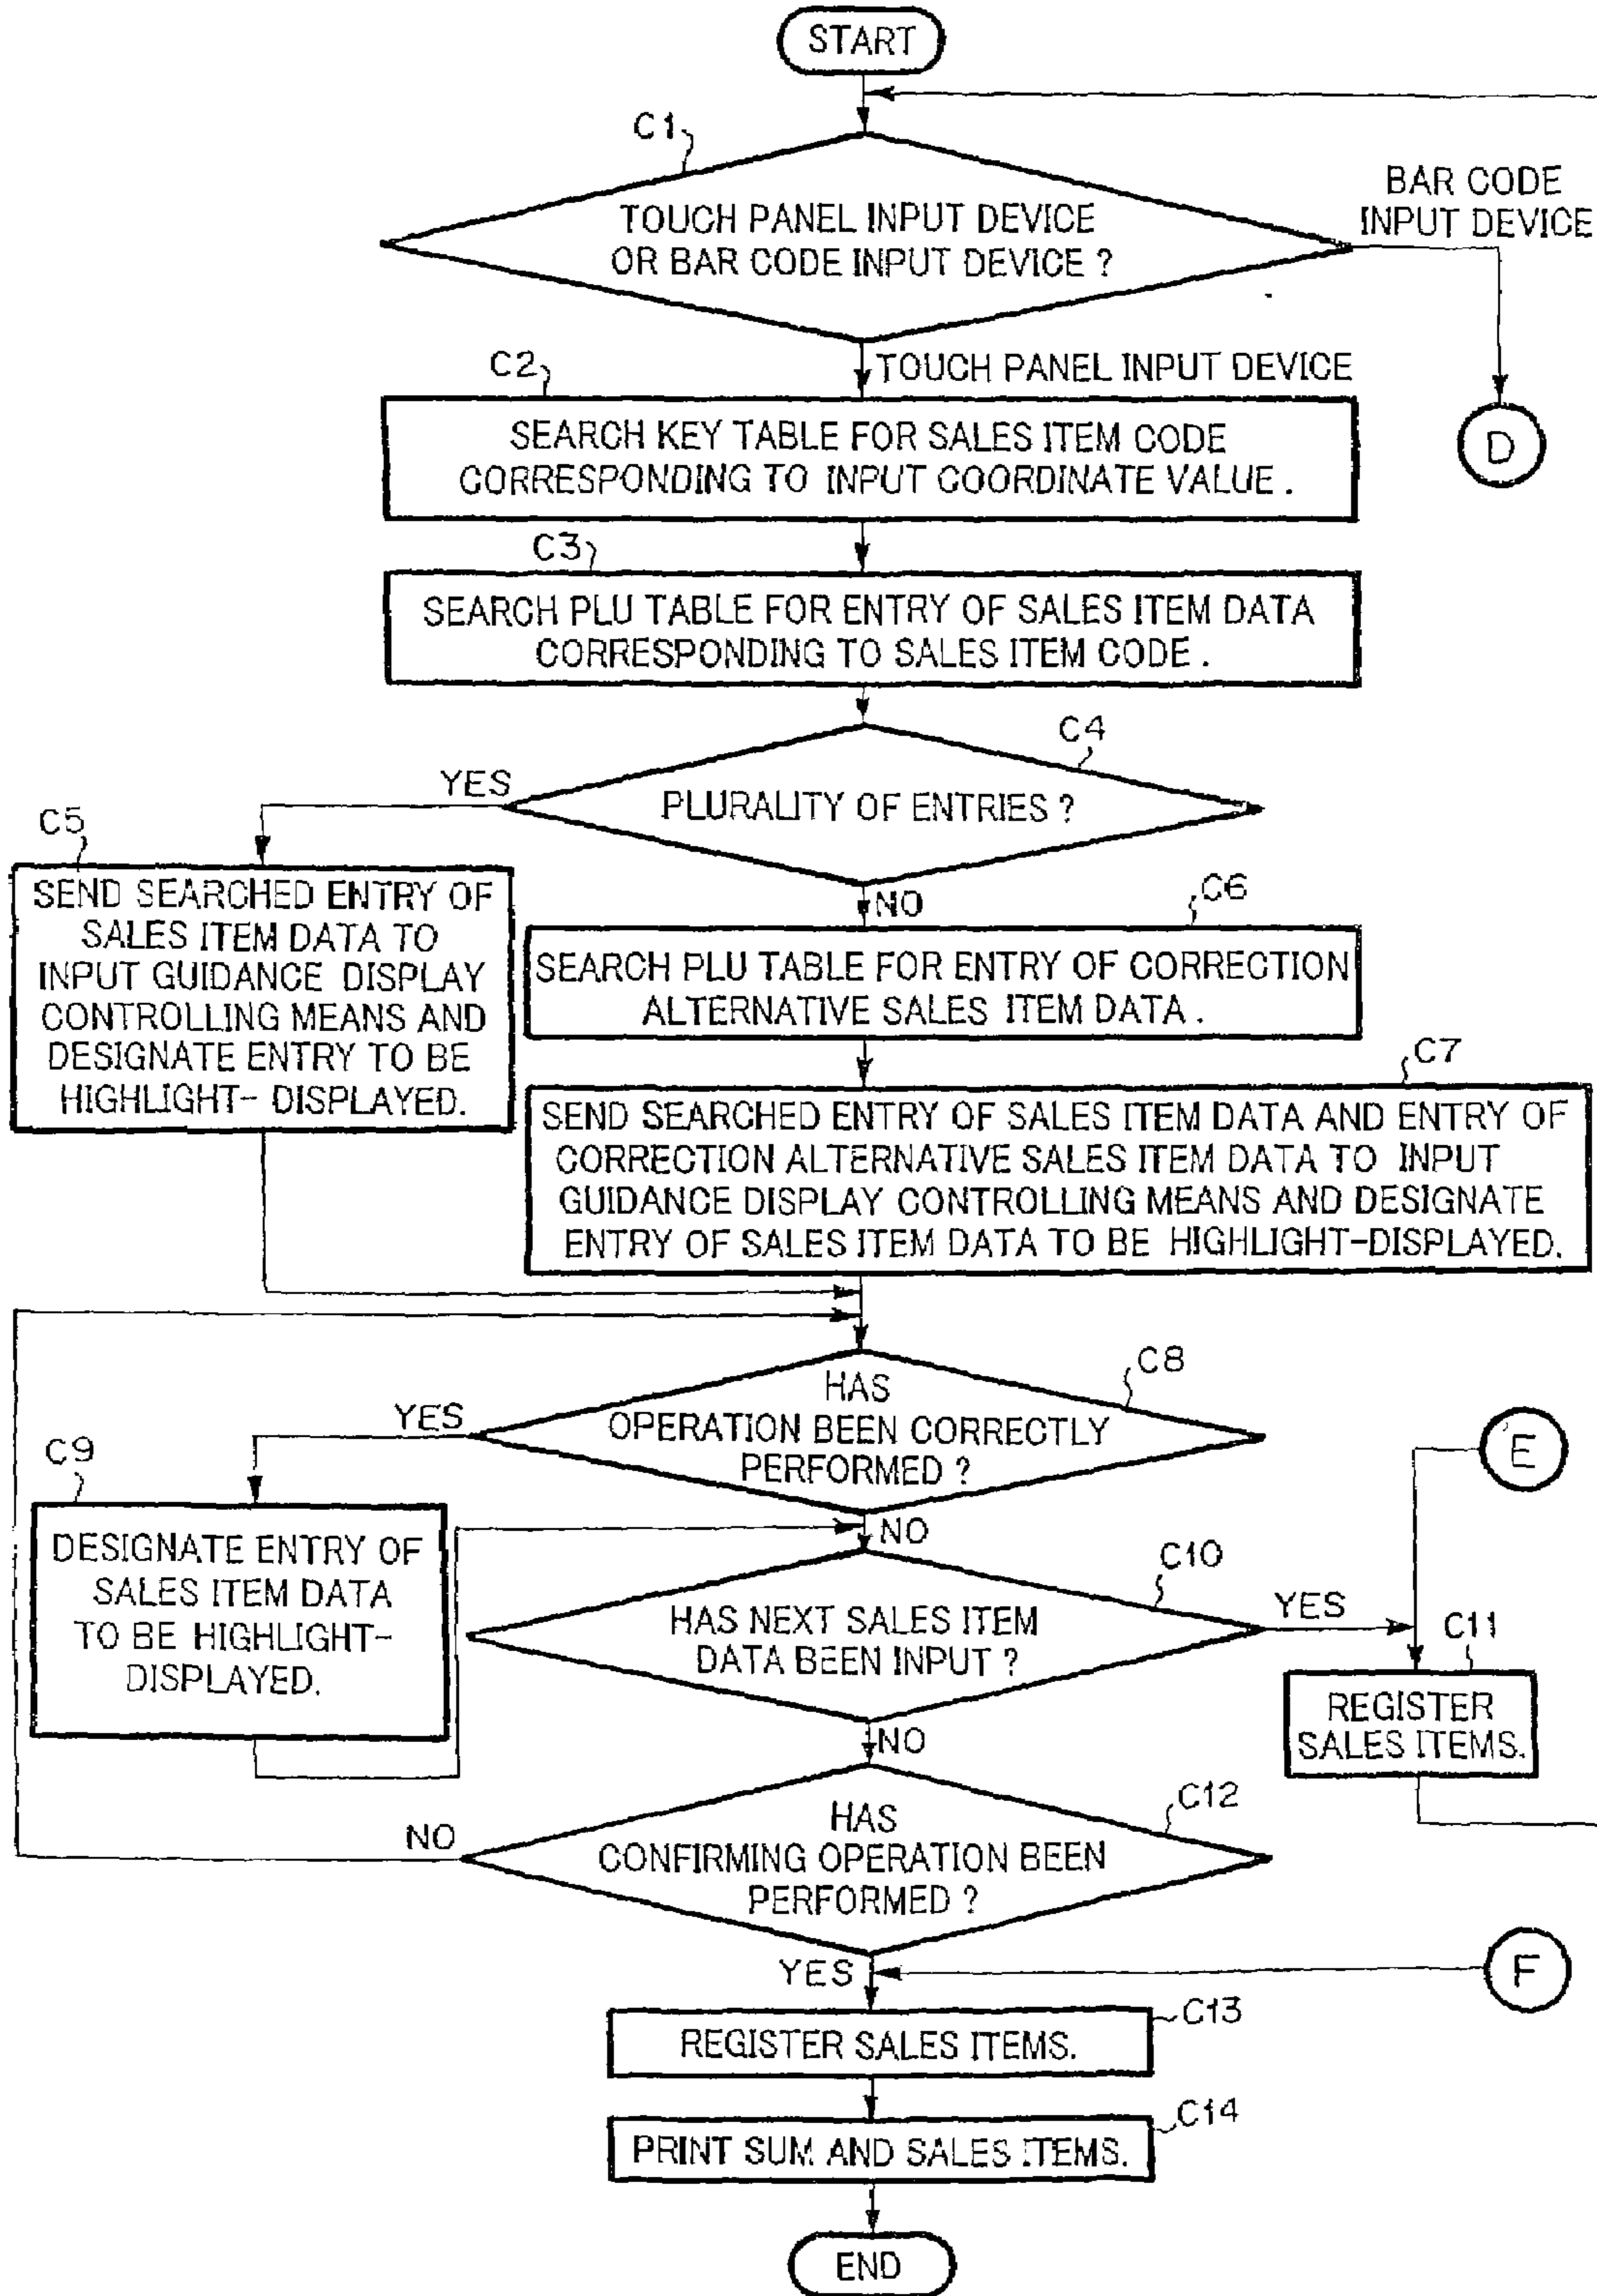 START
C1
TOUCH PANEL INPUT DEVICE
OR BAR CODE INPUT DEVICE ?
BAR CODE
INPUT DEVICE
D
TOUCH PANEL INPUT DEVICE
C2
SEARCH KEY TABLE FOR SALES ITEM CODE
CORRESPONDING TO INPUT COORDINATE VALUE .
C3
SEARCH PLU TABLE FOR ENTRY OF SALES ITEM DATA
CORRESPONDING TO SALES ITEM CODE .
C4
PLURALITY OF ENTRIES ?
YES
C5
SEND SEARCHED ENTRY OF
SALES ITEM DATA TO
INPUT GUIDANCE DISPLAY
CONTROLLING MEANS AND
DESIGNATE ENTRY TO BE
HIGHLIGHT- DISPLAYED.
NO
C6
SEARCH PLU TABLE FOR ENTRY OF CORRECTION
ALTERNATIVE SALES ITEM DATA .
C7
SEND SEARCHED ENTRY OF SALES ITEM DATA AND ENTRY OF
CORRECTION ALTERNATIVE SALES ITEM DATA TO INPUT
GUIDANCE DISPLAY CONTROLLING MEANS AND DESIGNATE
ENTRY OF SALES ITEM DATA TO BE HIGHLIGHT-DISPLAYED.
C8
HAS
OPERATION BEEN CORRECTLY
PERFORMED ?
YES
C9
DESIGNATE ENTRY OF
SALES ITEM DATA
TO BE HIGHLIGHT-
DISPLAYED.
NO
C10
HAS NEXT SALES ITEM
DATA BEEN INPUT ?
YES
E
C11
REGISTER
SALES ITEMS.
NO
C12
HAS
CONFIRMING OPERATION BEEN
PERFORMED ?
NO
YES
F
C13
REGISTER SALES ITEMS.
C14
PRINT SUM AND SALES ITEMS.
END